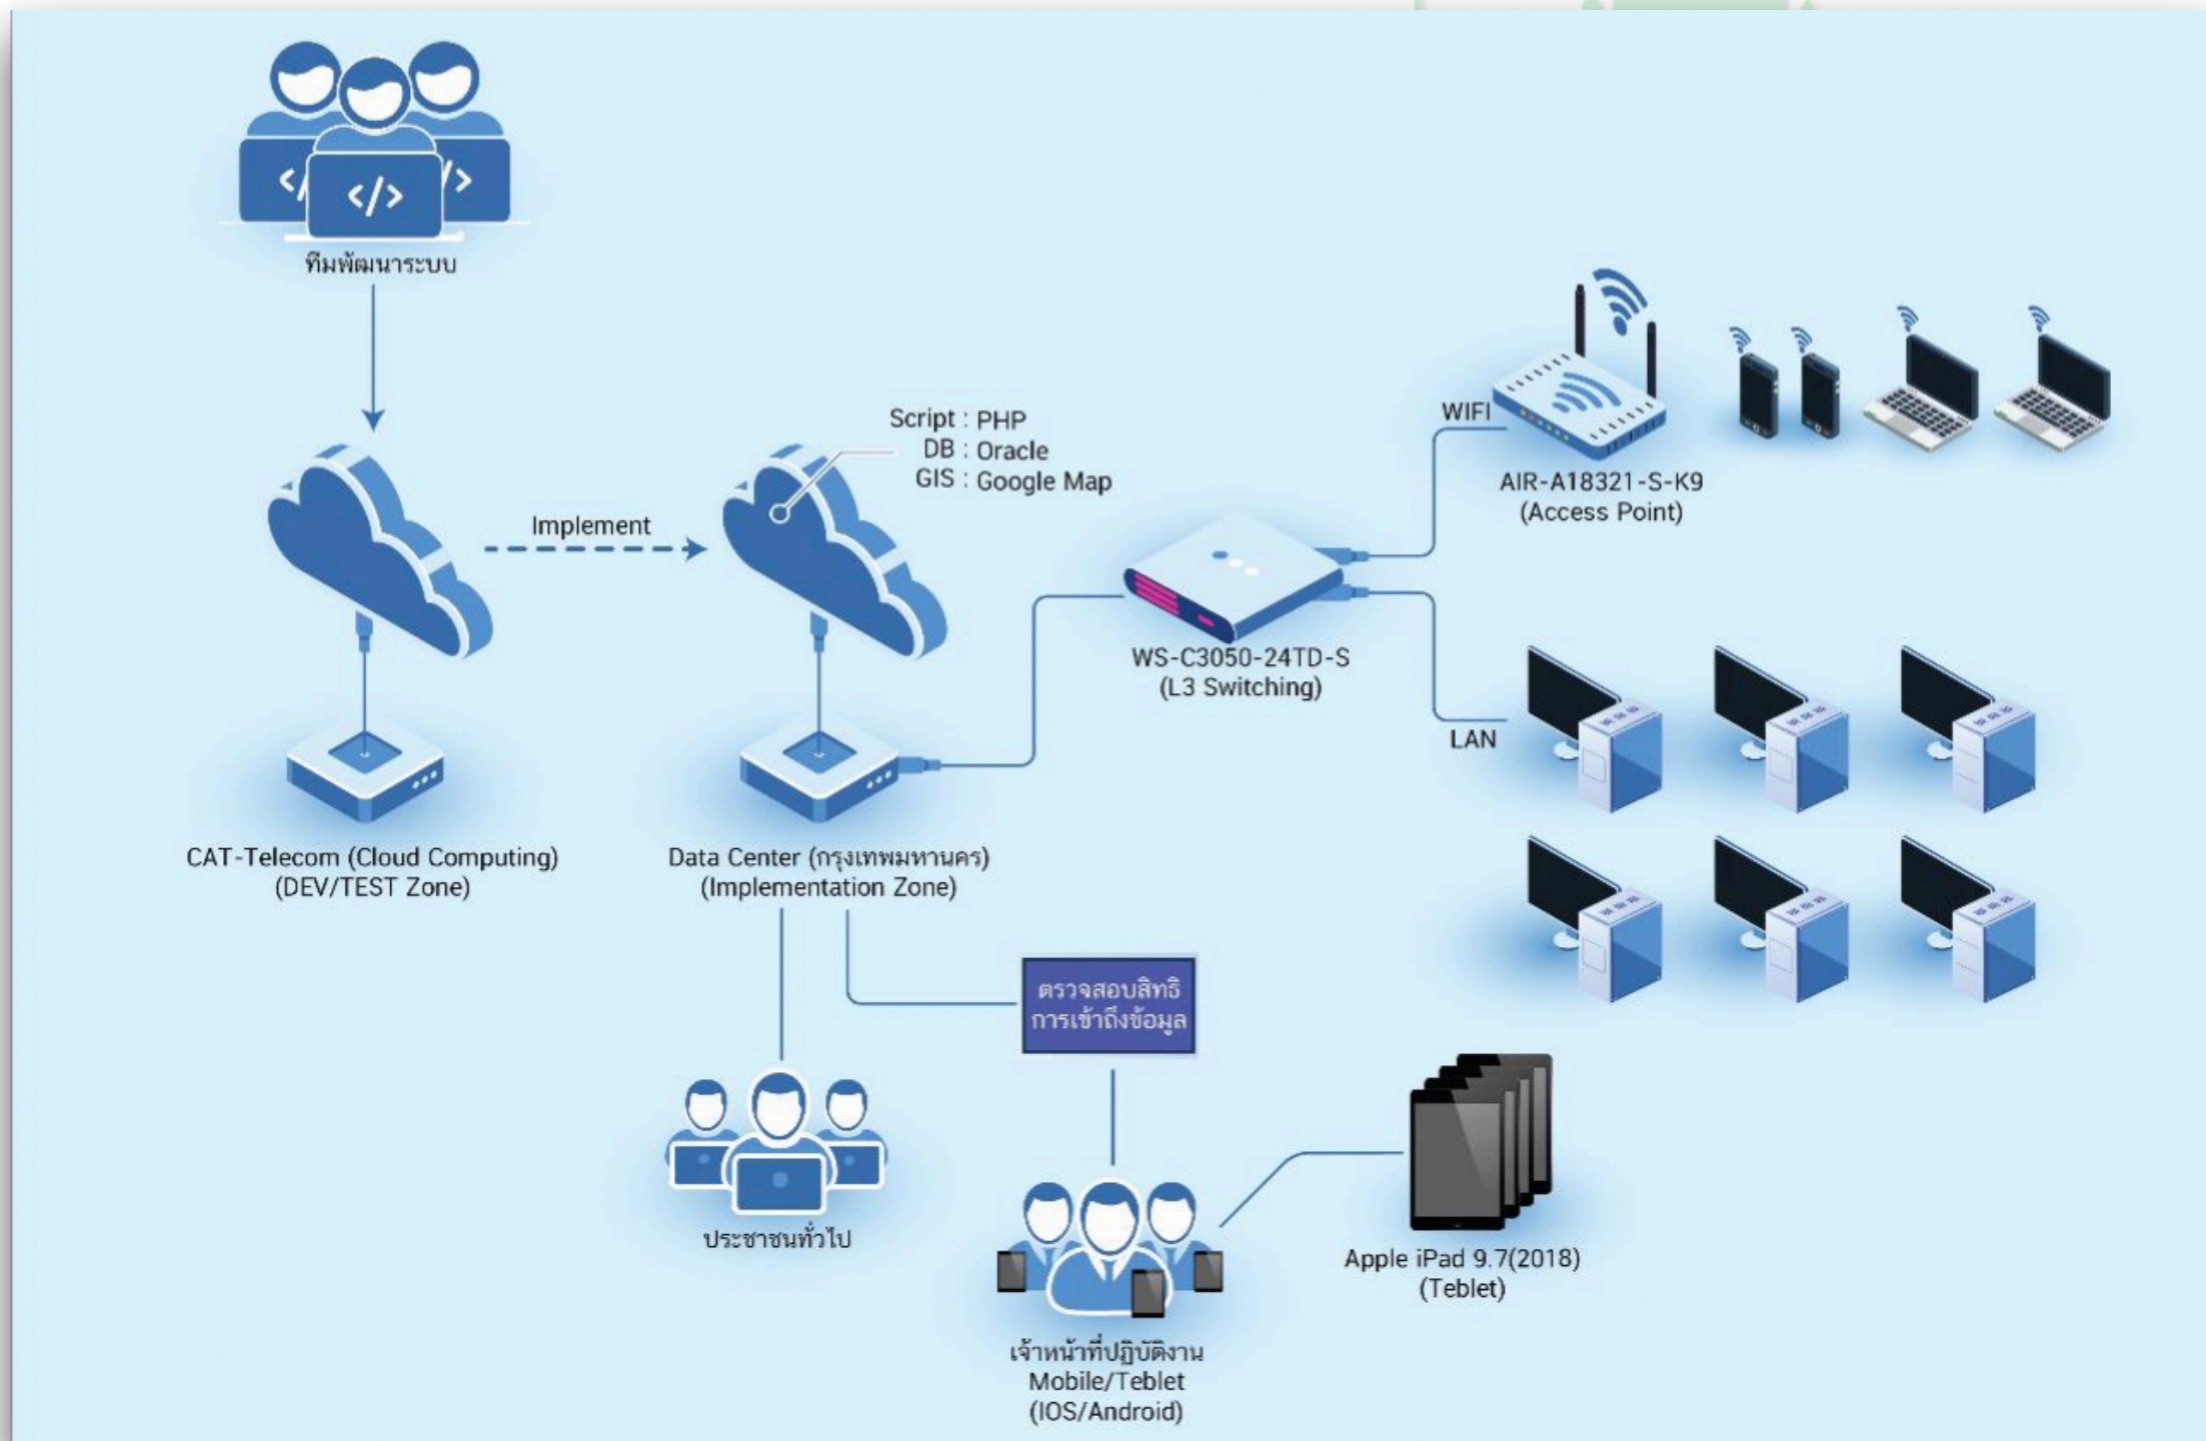 </>
</>
/>
ทีมพัฒนาระบบ
Script : PHP
DB : Oracle
GIS : Google Map
Implement
WIFI
AIR-A18321-S-K9
(Access Point)
WS-C3050-24TD-S
(L3 Switching)
LAN
CAT-Telecom (Cloud Computing)
(DEV/TEST Zone)
Data Center (กรุงเทพมหานคร)
(Implementation Zone)
ตรวจสอบสิทธิ
การเข้าถึงข้อมูล
ประชาชนทั่วไป
Apple iPad 9.7(2018)
(Teblet)
เจ้าหน้าที่ปฏิบัติงาน
Mobile/Teblet
(IOS/Android)